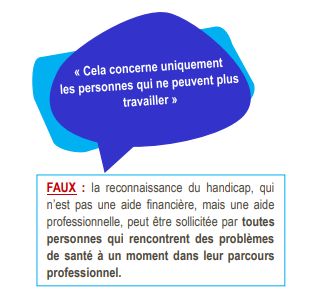 « Cela concerne uniquement
les personnes qui ne peuvent plus
travailler »
FAUX : la reconnaissance du handicap, qui
n'est pas une aide financière, mais une aide
professionnelle, peut être sollicitée par toutes
personnes qui rencontrent des problèmes
de santé à un moment dans leur parcours
professionnel.